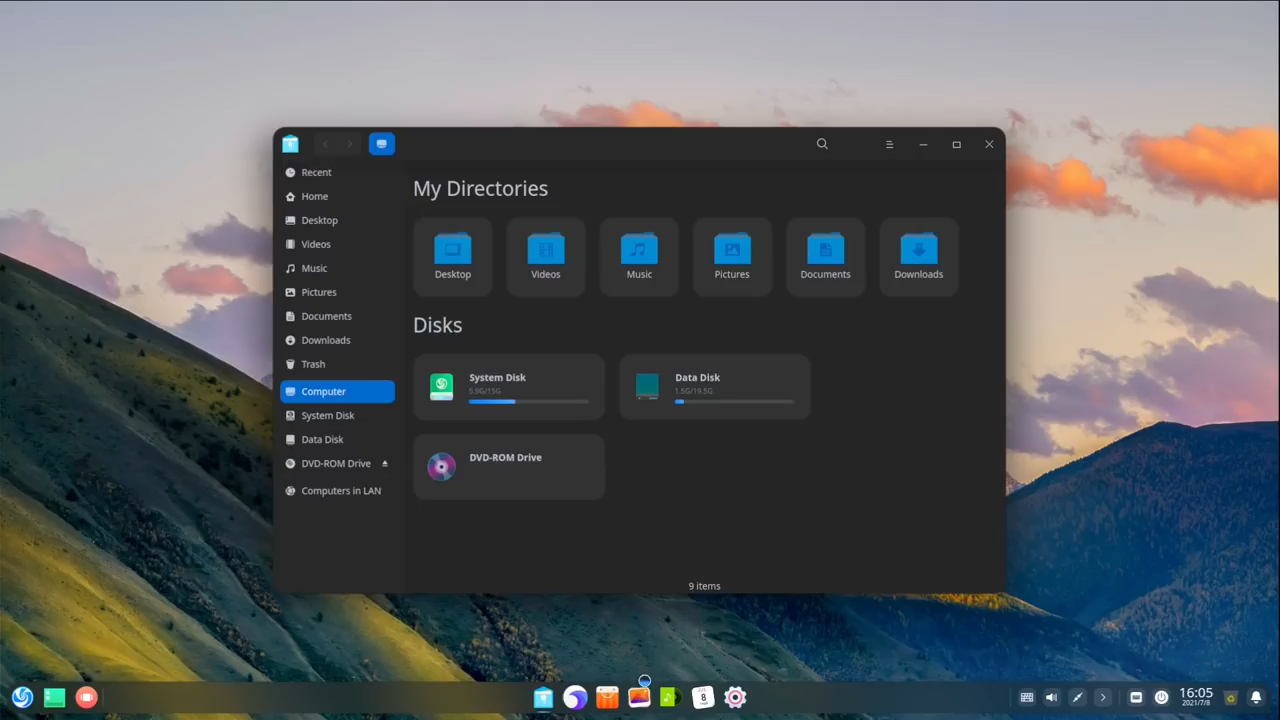 Recent
Home
Desktop
Videos
Music
Pictures
Documents
Downloads
Trash
Computer
System Disk
Data Disk
DVD-ROM Drive
Computers in LAN
My Directories
Desktop
Videos
Music
Pictures
Documents
Downloads
Disks
System Disk
5.9G/15G
Data Disk
1.5G/19.5G
DVD-ROM Drive
9 items
8
16:05
2021/7/8